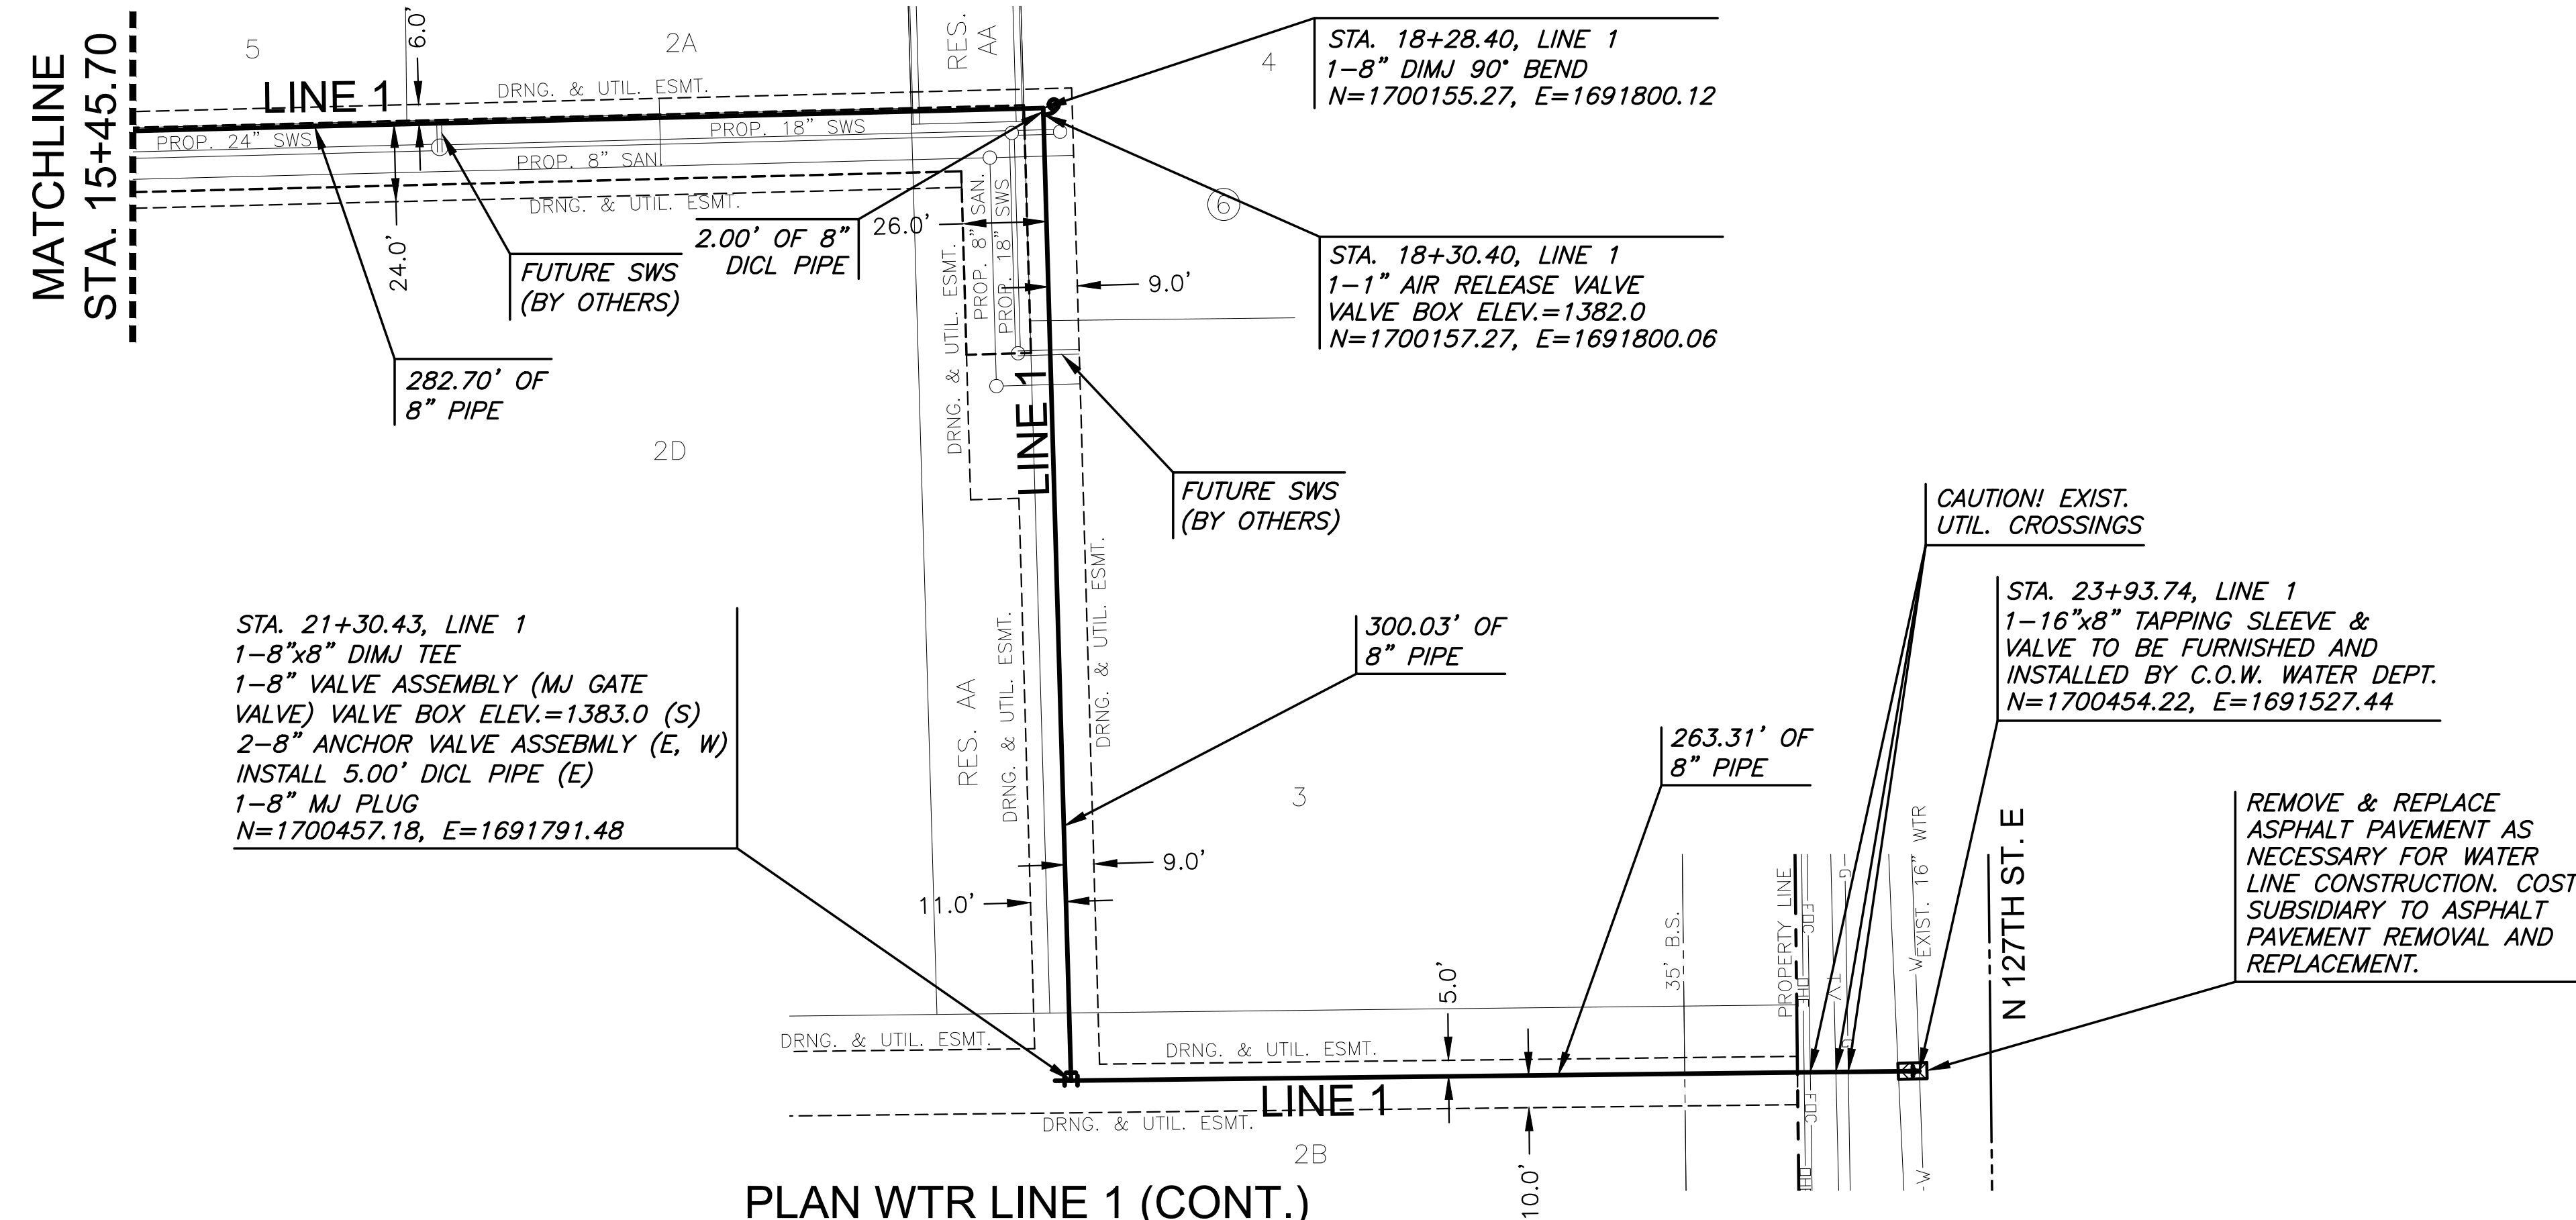 MATCHLINE
STA. 15+45.70
5
6.0'
2A
RES.
AA
4
LINE 1
DRNG. & UTIL. ESMT.
PROP. 24" SWS
PROP. 18" SWS
PROP. 8" SAN.
DRNG. & UTIL. ESMT.
24.0'
STA. 18+28.40, LINE 1
1-8" DIMJ 90° BEND
N=1700155.27, E=1691800.12
6
STA. 18+30.40, LINE 1
1-1" AIR RELEASE VALVE
VALVE BOX ELEV.=1382.0
N=1700157.27, E=1691800.06
FUTURE SWS
(BY OTHERS)
2.00' OF 8"
DICL PIPE
26.0'
9.0'
PROP. 8" SAN.
PROP. 18" SWS
DRNG. & UTIL. ESMT.
282.70' OF
8" PIPE
LINE 1
2D
FUTURE SWS
(BY OTHERS)
CAUTION! EXIST.
UTIL. CROSSINGS
DRNG. & UTIL. ESMT.
DRNG. & UTIL. ESMT.
RES. AA
STA. 21+30.43, LINE 1
1-8"x8" DIMJ TEE
1-8" VALVE ASSEMBLY (MJ GATE
VALVE) VALVE BOX ELEV.=1383.0 (S)
2-8" ANCHOR VALVE ASSEBMLY (E, W)
INSTALL 5.00' DICL PIPE (E)
1-8" MJ PLUG
N=1700457.18, E=1691791.48
300.03' OF
8" PIPE
STA. 23+93.74, LINE 1
1-16"x8" TAPPING SLEEVE &
VALVE TO BE FURNISHED AND
INSTALLED BY C.O.W. WATER DEPT.
N=1700454.22, E=1691527.44
263.31' OF
8" PIPE
3
9.0'
11.0'
REMOVE & REPLACE
ASPHALT PAVEMENT AS
NECESSARY FOR WATER
LINE CONSTRUCTION. COST
SUBSIDIARY TO ASPHALT
PAVEMENT REMOVAL AND
REPLACEMENT.
35' B.S.
PROPERTY LINE
FOC
OHE
TV
G
G
W
EXIST. 16" WTR
N 127TH ST. E
5.0'
DRNG. & UTIL. ESMT.
DRNG. & UTIL. ESMT.
LINE 1
DRNG. & UTIL. ESMT.
FOC
W
2B
10.0'
PLAN WTR LINE 1 (CONT.)